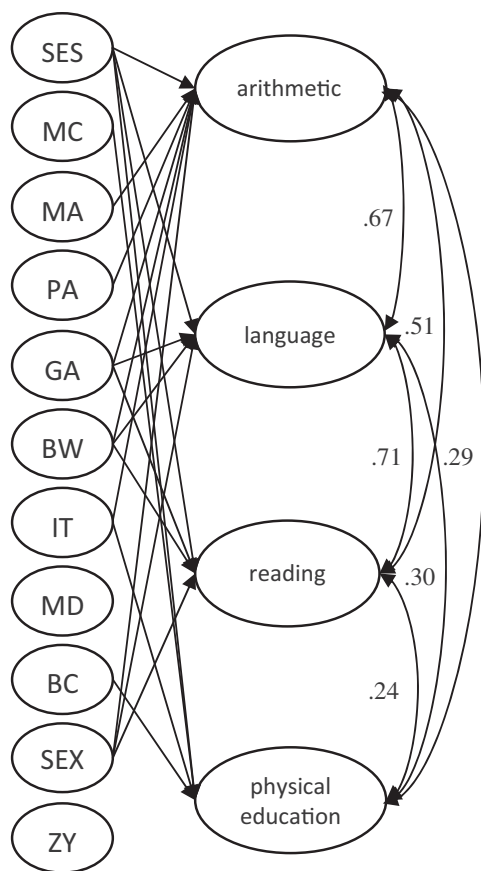 SES
MC
MA
PA
GA
BW
IT
MD
BC
SEX
ZY
arithmetic
language
reading
physical
education
.67
.51
.71
.29
.30
.24